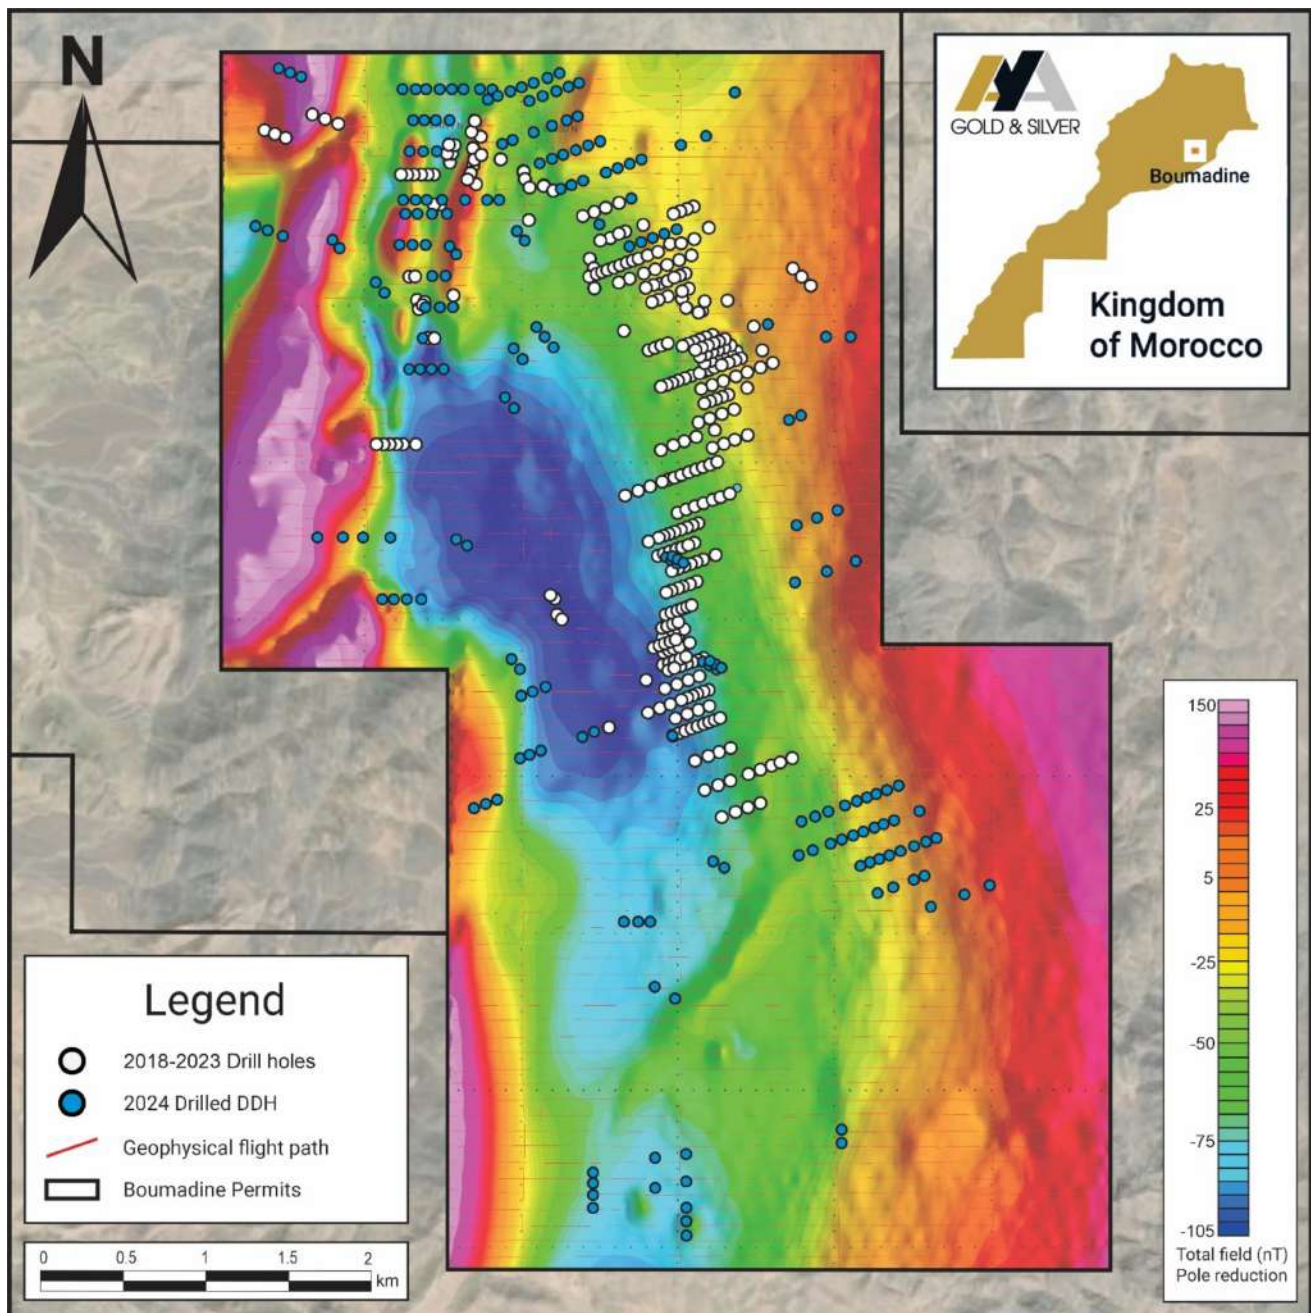 N
AYA
GOLD & SILVER
Boumadine
Kingdom
of Morocco
Legend
2018-2023 Drill holes
2024 Drilled DDH
Geophysical flight path
Boumadine Permits
0 0.5 1 1.5 2
km
150
25
5
-25
-50
-75
-105
Total field (nT)
Pole reduction